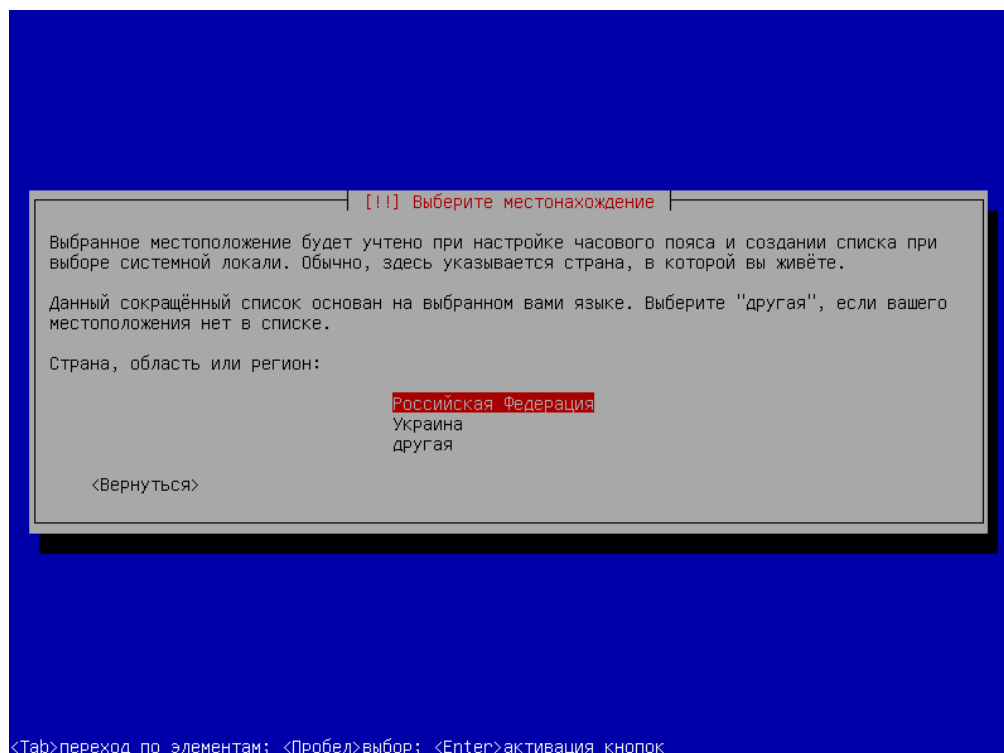 [!!] Выберите местонахождение
Выбранное местоположение будет учтено при настройке часового пояса и создании списка при
выборе системной локали. Обычно, здесь указывается страна, в которой вы живёте.
Данный сокращённый список основан на выбранном вами языке. Выберите "другая", если вашего
местоположения нет в списке.
Страна, область или регион:
Российская Федерация
Украина
другая
<Вернуться>
<Tab>переход по элементам; <Пробел>выбор; <Enter>активация кнопок